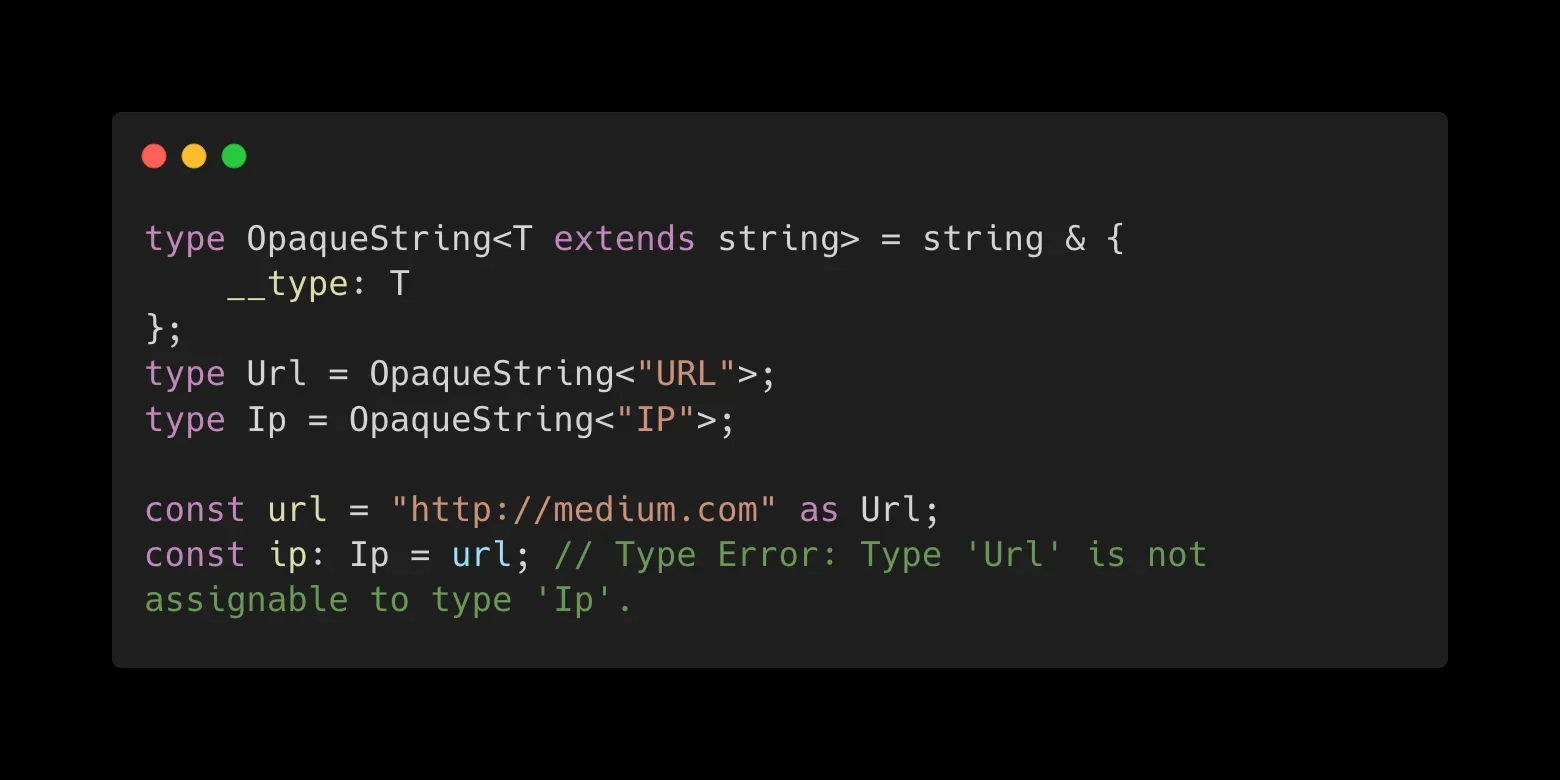 type OpaqueString<T extends string> = string & {
    __type: T
};
type Url = OpaqueString<"URL">;
type Ip = OpaqueString<"IP">;

const url = "http://medium.com" as Url;
const ip: Ip = url; // Type Error: Type 'Url' is not
assignable to type 'Ip'.